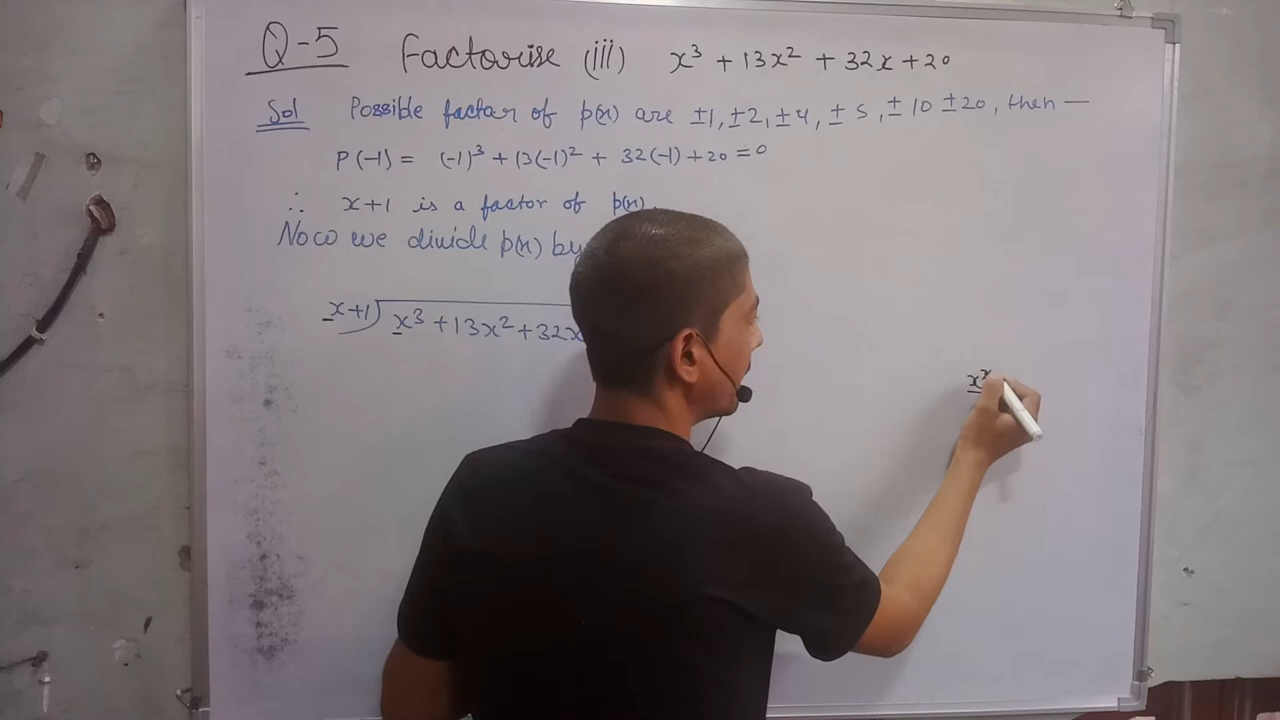 Q-5 Factorise (iii) x³ + 13x² + 32x + 20
Sol Possible factor of p(x) are ±1, ±2, ±4, ± 5, ± 10 ± 20, then —
P(-1) = (-1)³ + 13(-1)² + 32(-1) + 20 = 0
∴ x+1 is a factor of p(x).
Now we divide p(x) by
x+1) x³ + 13x² + 32x